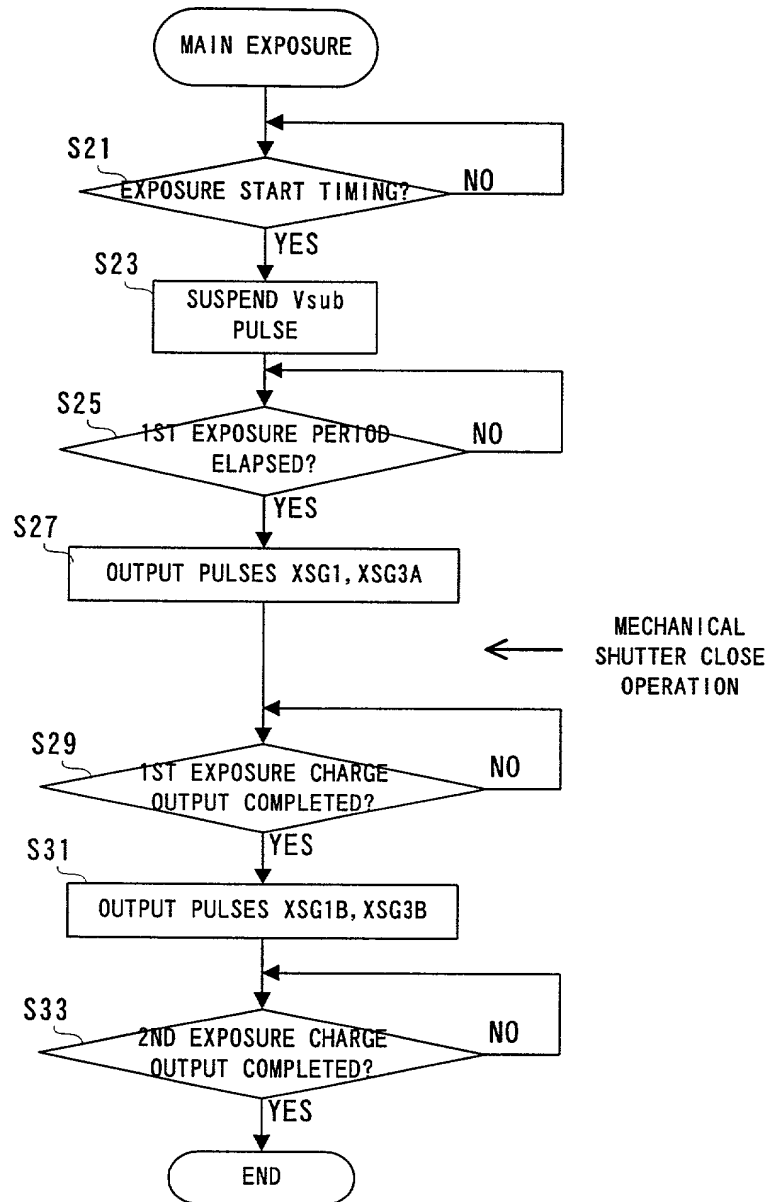 MAIN EXPOSURE
S21
EXPOSURE START TIMING?
NO
YES
S23
SUSPEND Vsub
PULSE
S25
1ST EXPOSURE PERIOD
ELAPSED?
NO
YES
S27
OUTPUT PULSES XSG1, XSG3A
MECHANICAL
SHUTTER CLOSE
OPERATION
S29
1ST EXPOSURE CHARGE
OUTPUT COMPLETED?
NO
YES
S31
OUTPUT PULSES XSG1B, XSG3B
S33
2ND EXPOSURE CHARGE
OUTPUT COMPLETED?
NO
YES
END